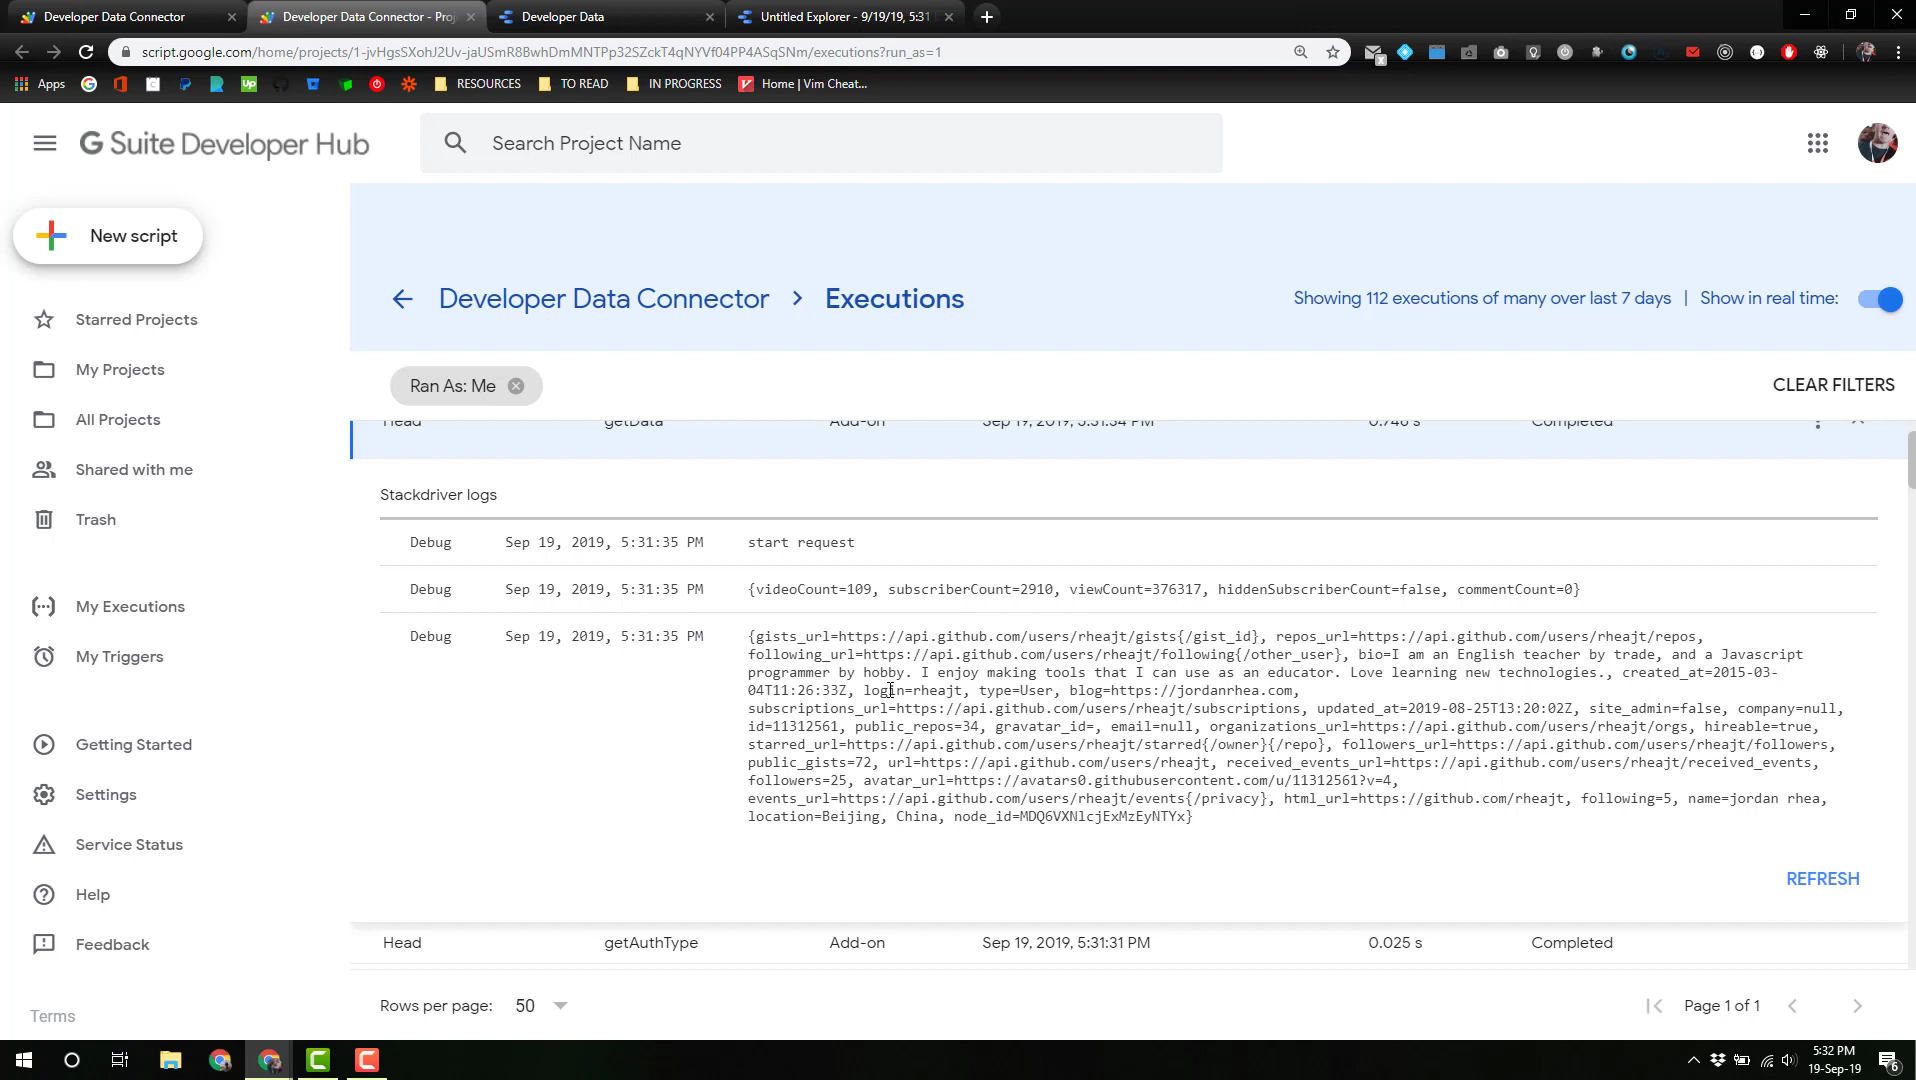 Developer Data Connector
Developer Data Connector - Proj
Developer Data
Untitled Explorer - 9/19/19, 5:31
script.google.com/home/projects/1-jvHgsSXohJ2Uv-jaUSmR8BwhDmMNTPp32SZckT4qNYVf04PP4ASqSNm/executions?run_as=1
Apps
Up
RESOURCES
TO READ
IN PROGRESS
Home | Vim Cheat...
G Suite Developer Hub
Search Project Name
New script
Developer Data Connector > Executions
Showing 112 executions of many over last 7 days | Show in real time:
Starred Projects
My Projects
All Projects
Shared with me
Trash
My Executions
My Triggers
Getting Started
Settings
Service Status
Help
Feedback
Terms
Ran As: Me
CLEAR FILTERS
Head getData Add-on Sep 19, 2019, 5:31:34 PM 0.746 s Completed
Stackdriver logs
Debug Sep 19, 2019, 5:31:35 PM start request
Debug Sep 19, 2019, 5:31:35 PM {videoCount=109, subscriberCount=2910, viewCount=376317, hiddenSubscriberCount=false, commentCount=0}
Debug Sep 19, 2019, 5:31:35 PM {gists_url=https://api.github.com/users/rheajt/gists{/gist_id}, repos_url=https://api.github.com/users/rheajt/repos,
following_url=https://api.github.com/users/rheajt/following{/other_user}, bio=I am an English teacher by trade, and a Javascript
programmer by hobby. I enjoy making tools that I can use as an educator. Love learning new technologies., created_at=2015-03-
04T11:26:33Z, login=rheajt, type=User, blog=https://jordanrhea.com,
subscriptions_url=https://api.github.com/users/rheajt/subscriptions, updated_at=2019-08-25T13:20:02Z, site_admin=false, company=null,
id=11312561, public_repos=34, gravatar_id=, email=null, organizations_url=https://api.github.com/users/rheajt/orgs, hireable=true,
starred_url=https://api.github.com/users/rheajt/starred{/owner}{/repo}, followers_url=https://api.github.com/users/rheajt/followers,
public_gists=72, url=https://api.github.com/users/rheajt, received_events_url=https://api.github.com/users/rheajt/received_events,
followers=25, avatar_url=https://avatars0.githubusercontent.com/u/11312561?v=4,
events_url=https://api.github.com/users/rheajt/events{/privacy}, html_url=https://github.com/rheajt, following=5, name=jordan rhea,
location=Beijing, China, node_id=MDQ6VXNlcjExMzEyNTYx}
REFRESH
Head getAuthType Add-on Sep 19, 2019, 5:31:31 PM 0.025 s Completed
Rows per page: 50
Page 1 of 1
5:32 PM
19-Sep-19
6